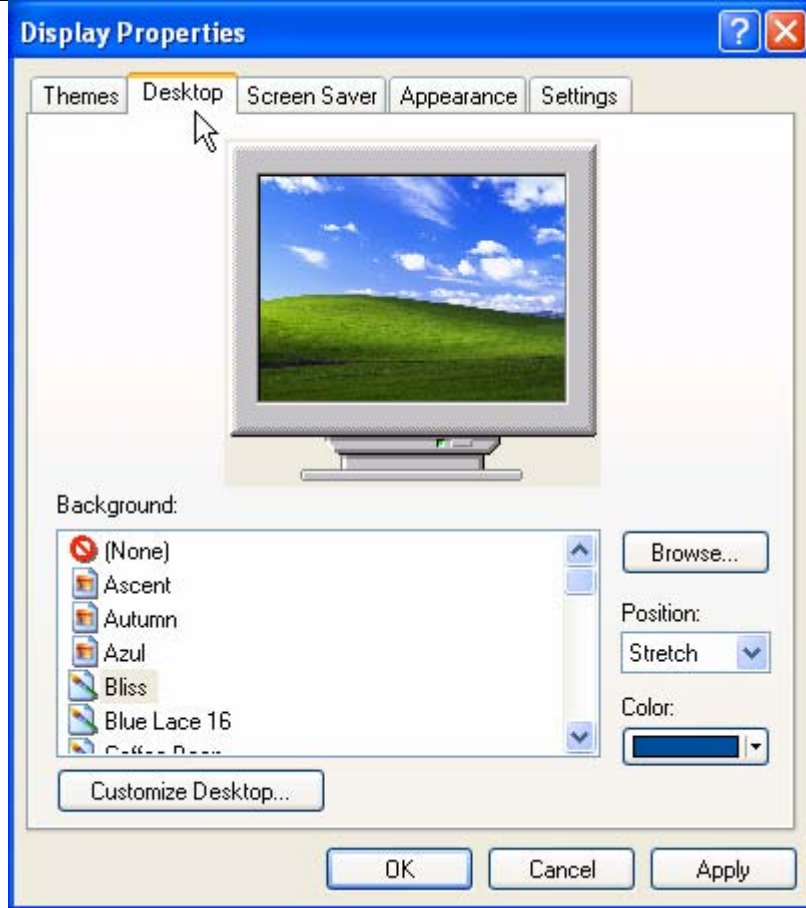 Display Properties
Themes Desktop Screen Saver Appearance Settings
Background:
(None)
Ascent
Autumn
Azul
Bliss
Blue Lace 16
Browse...
Position:
Stretch
Color:
Customize Desktop...
OK Cancel Apply